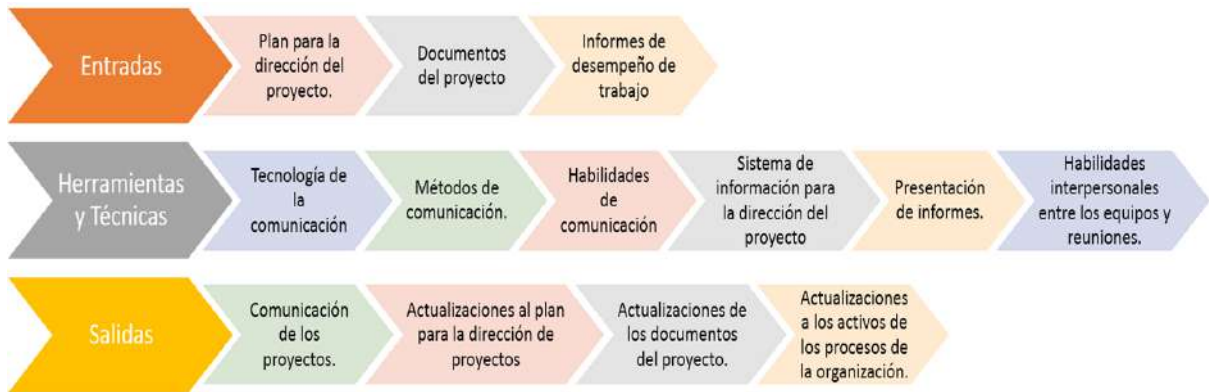 Entradas
Plan para la
dirección del
proyecto.
Documentos
del proyecto
Informes de
desempeño de
trabajo
Herramientas
y Técnicas
Tecnología de
la
comunicación
Métodos de
comunicación.
Habilidades
de
comunicación
Sistema de
información para
la dirección del
proyecto
Presentación
de informes.
Habilidades
interpersonales
entre los equipos y
reuniones.
Salidas
Comunicación
de los
proyectos.
Actualizaciones al plan
para la dirección de
proyectos
Actualizaciones de
los documentos
del proyecto.
Actualizaciones
a los activos de
los procesos de
la organización.